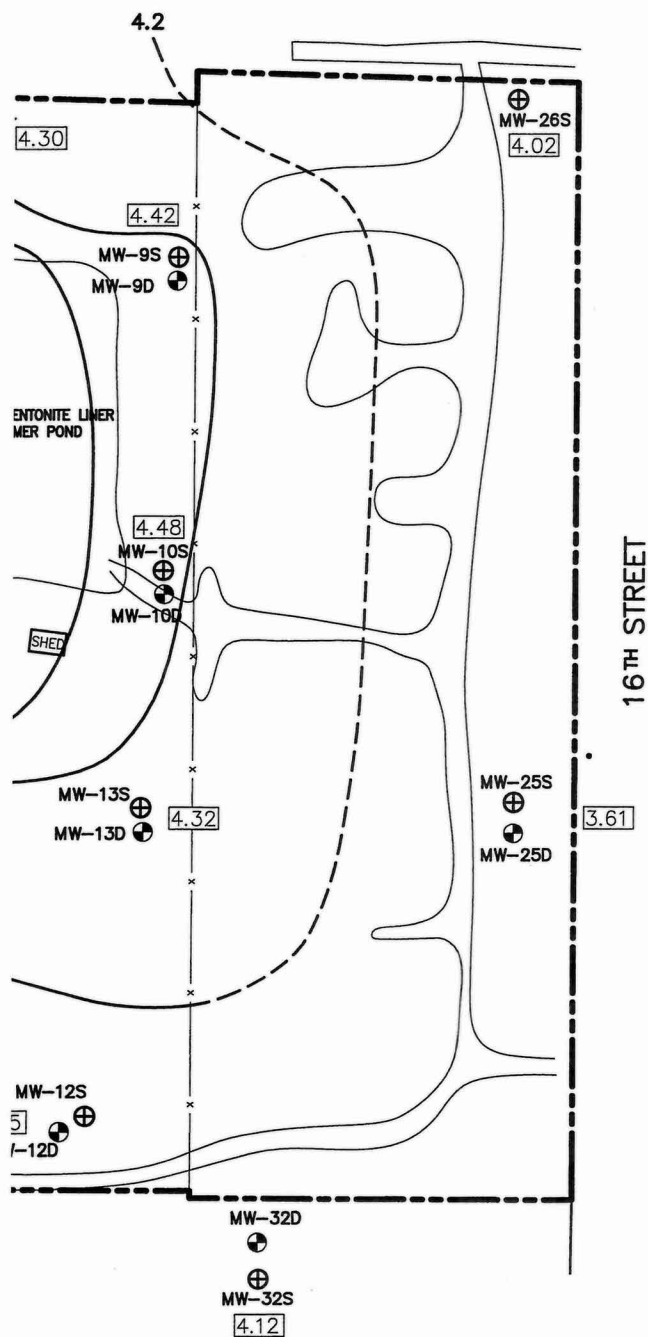 4.2
MW-26S
4.02
4.30
4.42
MW-9S
MW-9D
ENTONITE LINER
MER POND
4.48
MW-10S
MW-10D
SHED
16TH STREET
MW-13S
MW-13D
4.32
MW-25S
3.61
MW-25D
MW-12S
5
V-12D
MW-32D
MW-32S
4.12